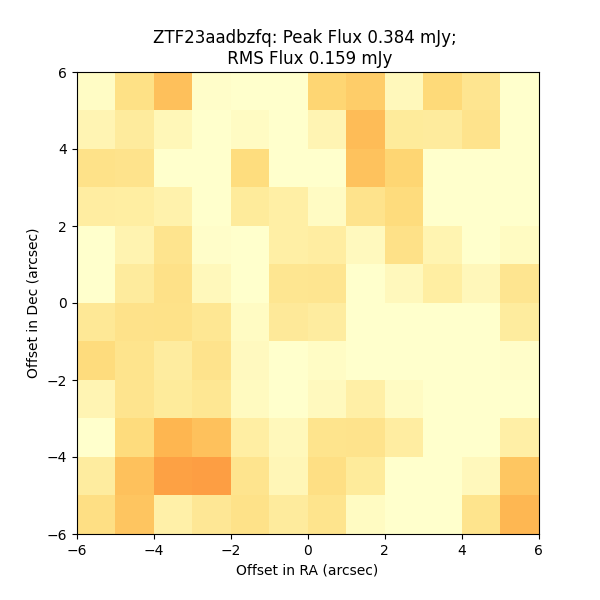 ZTF23aadbzfq: Peak Flux 0.384 mJy;
RMS Flux 0.159 mJy
6
4
2
0
−2
−4
−6
Offset in Dec (arcsec)
−6 −4 −2 0 2 4 6
Offset in RA (arcsec)